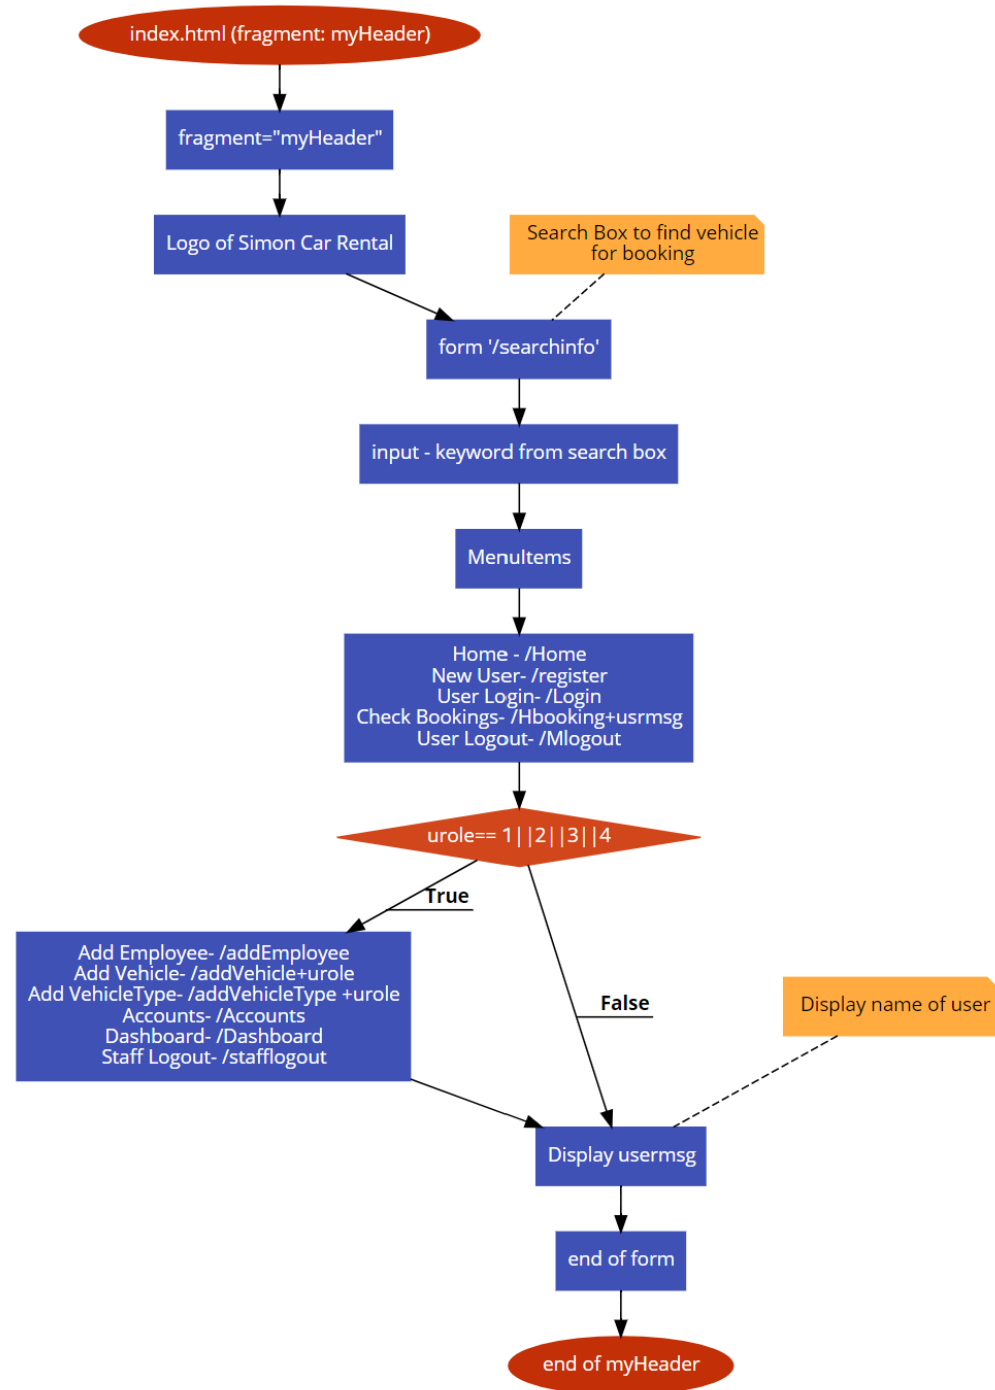 index.html (fragment: myHeader)
fragment="myHeader"
Logo of Simon Car Rental
Search Box to find vehicle
for booking
form '/searchinfo'
input - keyword from search box
MenuItems
Home - /Home
New User- /register
User Login- /Login
Check Bookings- /Hbooking+usrmsg
User Logout- /Mlogout
urole== 1||2||3||4
True
Add Employee- /addEmployee
Add Vehicle- /addVehicle+urole
Add VehicleType- /addVehicleType +urole
Accounts- /Accounts
Dashboard- /Dashboard
Staff Logout- /stafflogout
False
Display name of user
Display usermsg
end of form
end of myHeader